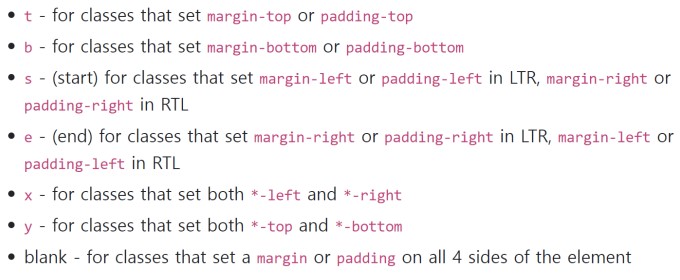 • t - for classes that set margin-top or padding-top
• b - for classes that set margin-bottom or padding-bottom
• s - (start) for classes that set margin-left or padding-left in LTR, margin-right or
padding-right in RTL
• e - (end) for classes that set margin-right or padding-right in LTR, margin-left or
padding-left in RTL
• x - for classes that set both *-left and *-right
• y - for classes that set both *-top and *-bottom
• blank - for classes that set a margin or padding on all 4 sides of the element